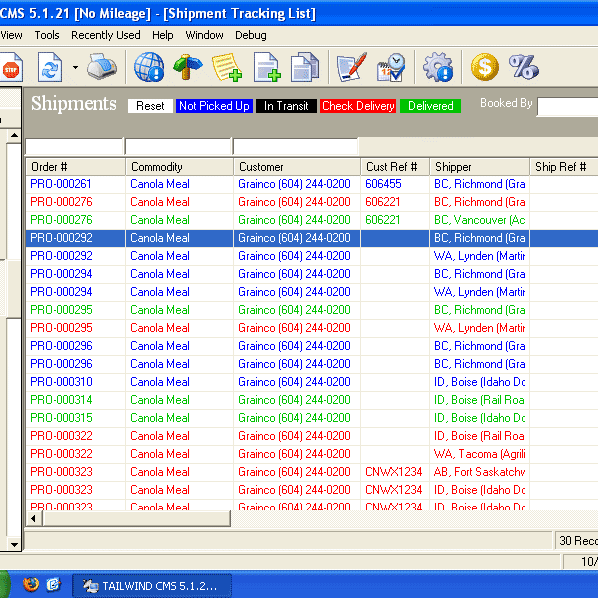 CMS 5.1.21 [No Mileage] - [Shipment Tracking List]
View Tools Recently Used Help Window Debug
STOP 12
Shipments Reset Not Picked Up In Transit Check Delivery Delivered Booked By
Order # Commodity Customer Cust Ref # Shipper Ship Ref #
PRO-000261 Canola Meal Grainco (604) 244-0200 606455 BC, Richmond (Gra
PRO-000276 Canola Meal Grainco (604) 244-0200 606221 BC, Richmond (Gra
PRO-000276 Canola Meal Grainco (604) 244-0200 606221 BC, Vancouver (Ac
PRO-000292 Canola Meal Grainco (604) 244-0200 BC, Richmond (Gra
PRO-000292 Canola Meal Grainco (604) 244-0200 WA, Lynden (Martin
PRO-000294 Canola Meal Grainco (604) 244-0200 BC, Richmond (Gra
PRO-000294 Canola Meal Grainco (604) 244-0200 WA, Lynden (Martin
PRO-000295 Canola Meal Grainco (604) 244-0200 BC, Richmond (Gra
PRO-000295 Canola Meal Grainco (604) 244-0200 WA, Lynden (Martin
PRO-000296 Canola Meal Grainco (604) 244-0200 BC, Richmond (Gra
PRO-000296 Canola Meal Grainco (604) 244-0200 BC, Richmond (Gra
PRO-000310 Canola Meal Grainco (604) 244-0200 ID, Boise (Idaho Dc
PRO-000314 Canola Meal Grainco (604) 244-0200 ID, Boise (Rail Roa
PRO-000315 Canola Meal Grainco (604) 244-0200 ID, Boise (Idaho Dc
PRO-000322 Canola Meal Grainco (604) 244-0200 ID, Boise (Rail Roa
PRO-000322 Canola Meal Grainco (604) 244-0200 WA, Tacoma (Agrili
PRO-000323 Canola Meal Grainco (604) 244-0200 CNWX1234 AB, Fort Saskatchw
PRO-000323 Canola Meal Grainco (604) 244-0200 CNWX1234 ID, Boise (Idaho Dc
PRO-000323 Canola Meal Grainco (604) 244-0200 CNWX1234 ID, Boise (Idaho Dc
30 Reco
10/
TAILWIND CMS 5.1.2...